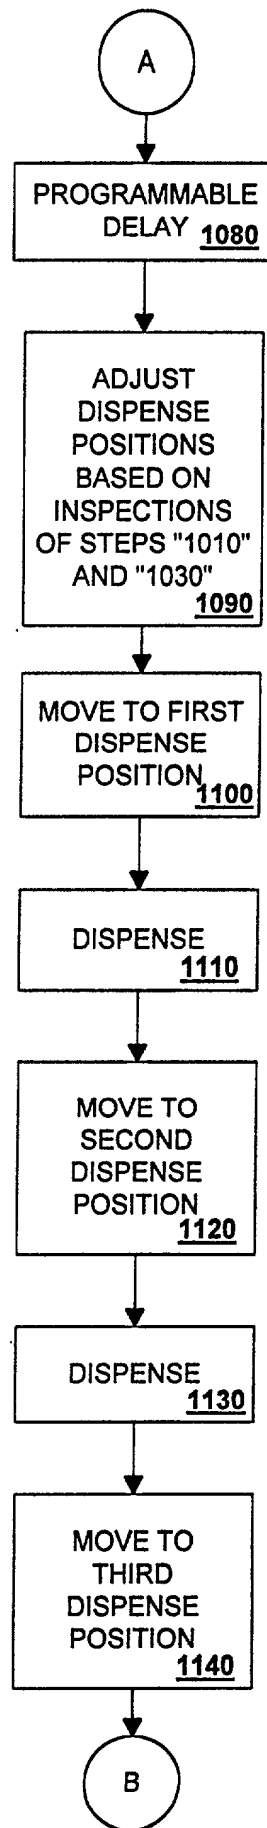 A
PROGRAMMABLE
DELAY 1080
ADJUST
DISPENSE
POSITIONS
BASED ON
INSPECTIONS
OF STEPS "1010"
AND "1030"
1090
MOVE TO FIRST
DISPENSE
POSITION
1100
DISPENSE
1110
MOVE TO
SECOND
DISPENSE
POSITION
1120
DISPENSE
1130
MOVE TO
THIRD
DISPENSE
POSITION
1140
B